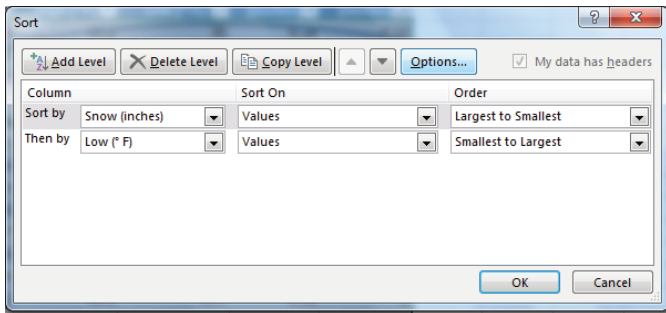 Sort
Add Level Delete Level Copy Level Options... My data has headers
Column Sort On Order
Sort by Snow (inches) Values Largest to Smallest
Then by Low (° F) Values Smallest to Largest
OK Cancel